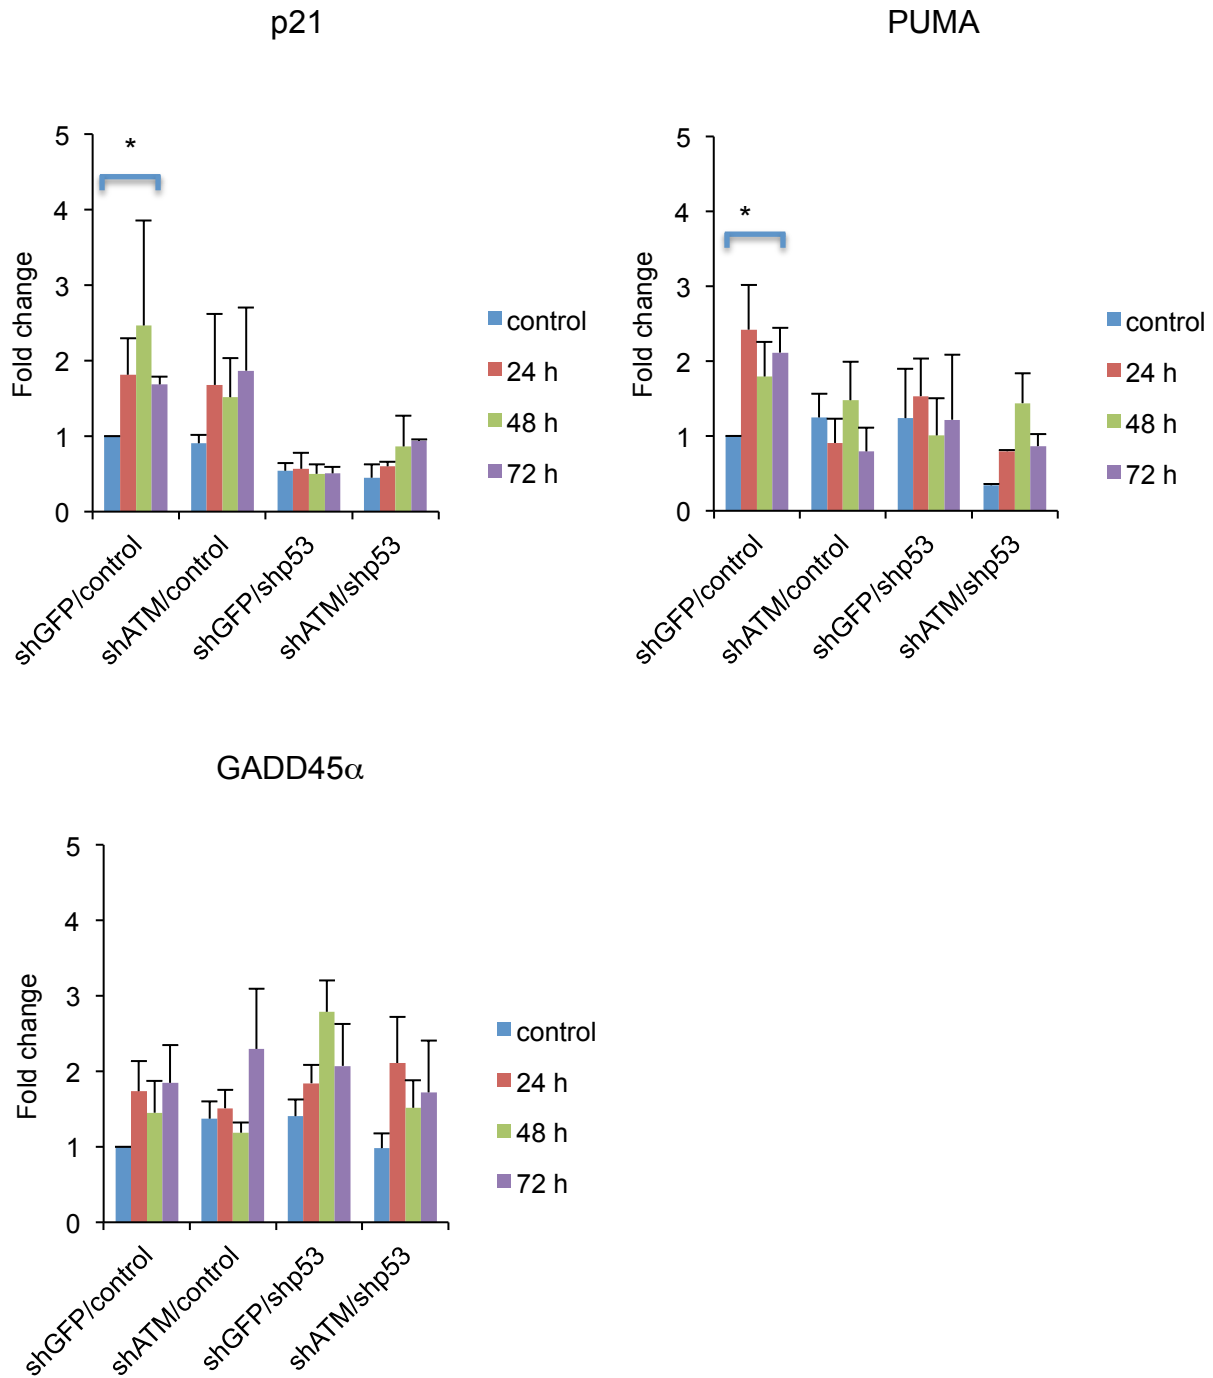 p21
5
4
3
2
1
0
Fold change
*
shGFP/control
shATM/control
shGFP/shp53
shATM/shp53
control
24 h
48 h
72 h
PUMA
5
4
3
2
1
0
Fold change
*
shGFP/control
shATM/control
shGFP/shp53
shATM/shp53
control
24 h
48 h
72 h
GADD45α
5
4
3
2
1
0
Fold change
shGFP/control
shATM/control
shGFP/shp53
shATM/shp53
control
24 h
48 h
72 h